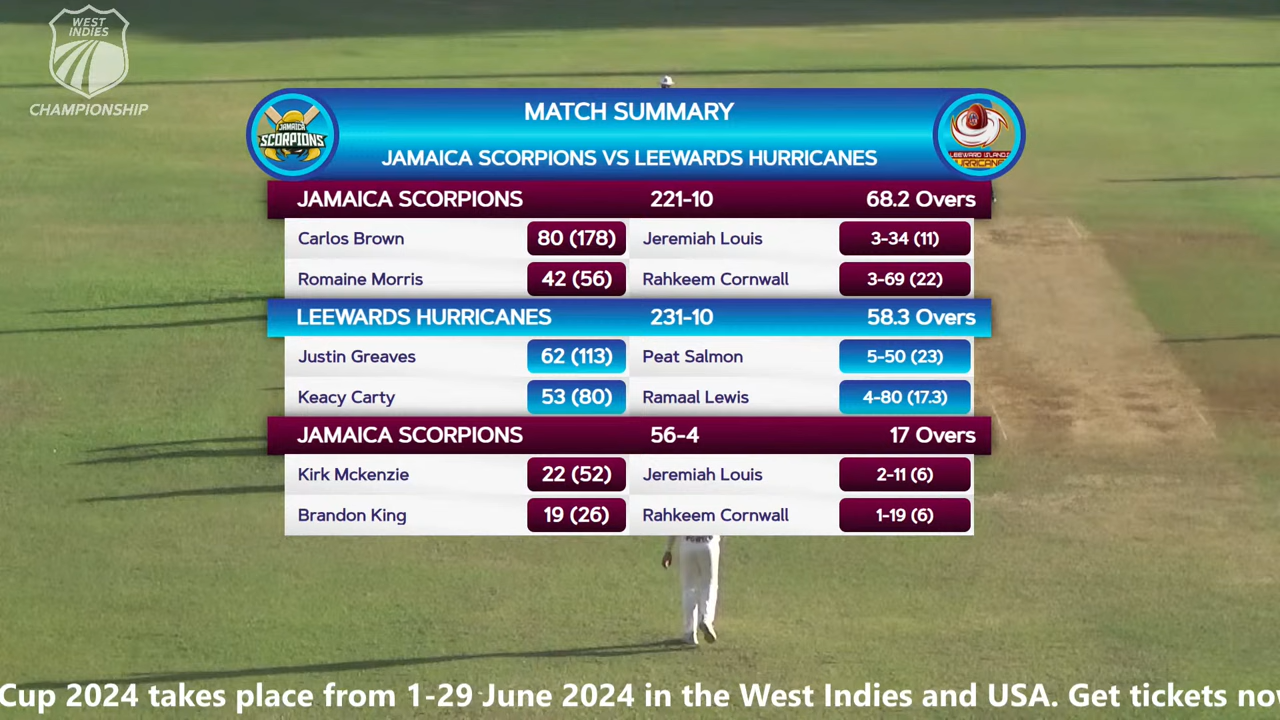 WEST
INDIES
CHAMPIONSHIP
MATCH SUMMARY
JAMAICA SCORPIONS VS LEEWARDS HURRICANES
JAMAICA
SCORPIONS
LEEWARD ISLANDS
HURRICANES
JAMAICA SCORPIONS 221-10 68.2 Overs
Carlos Brown 80 (178) Jeremiah Louis 3-34 (11)
Romaine Morris 42 (56) Rahkeem Cornwall 3-69 (22)
LEEWARDS HURRICANES 231-10 58.3 Overs
Justin Greaves 62 (113) Peat Salmon 5-50 (23)
Keacy Carty 53 (80) Ramaal Lewis 4-80 (17.3)
JAMAICA SCORPIONS 56-4 17 Overs
Kirk Mckenzie 22 (52) Jeremiah Louis 2-11 (6)
Brandon King 19 (26) Rahkeem Cornwall 1-19 (6)
Cup 2024 takes place from 1-29 June 2024 in the West Indies and USA. Get tickets now